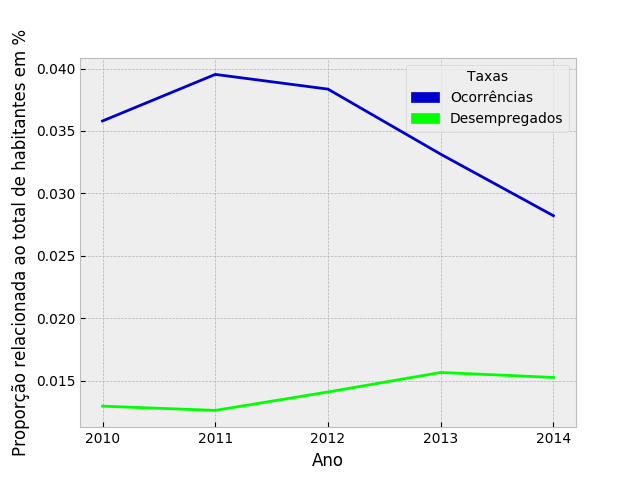 Proporção relacionada ao total de habitantes em %
0.040
0.035
0.030
0.025
0.020
0.015
Taxas
Ocorrências
Desempregados
2010 2011 2012 2013 2014
Ano